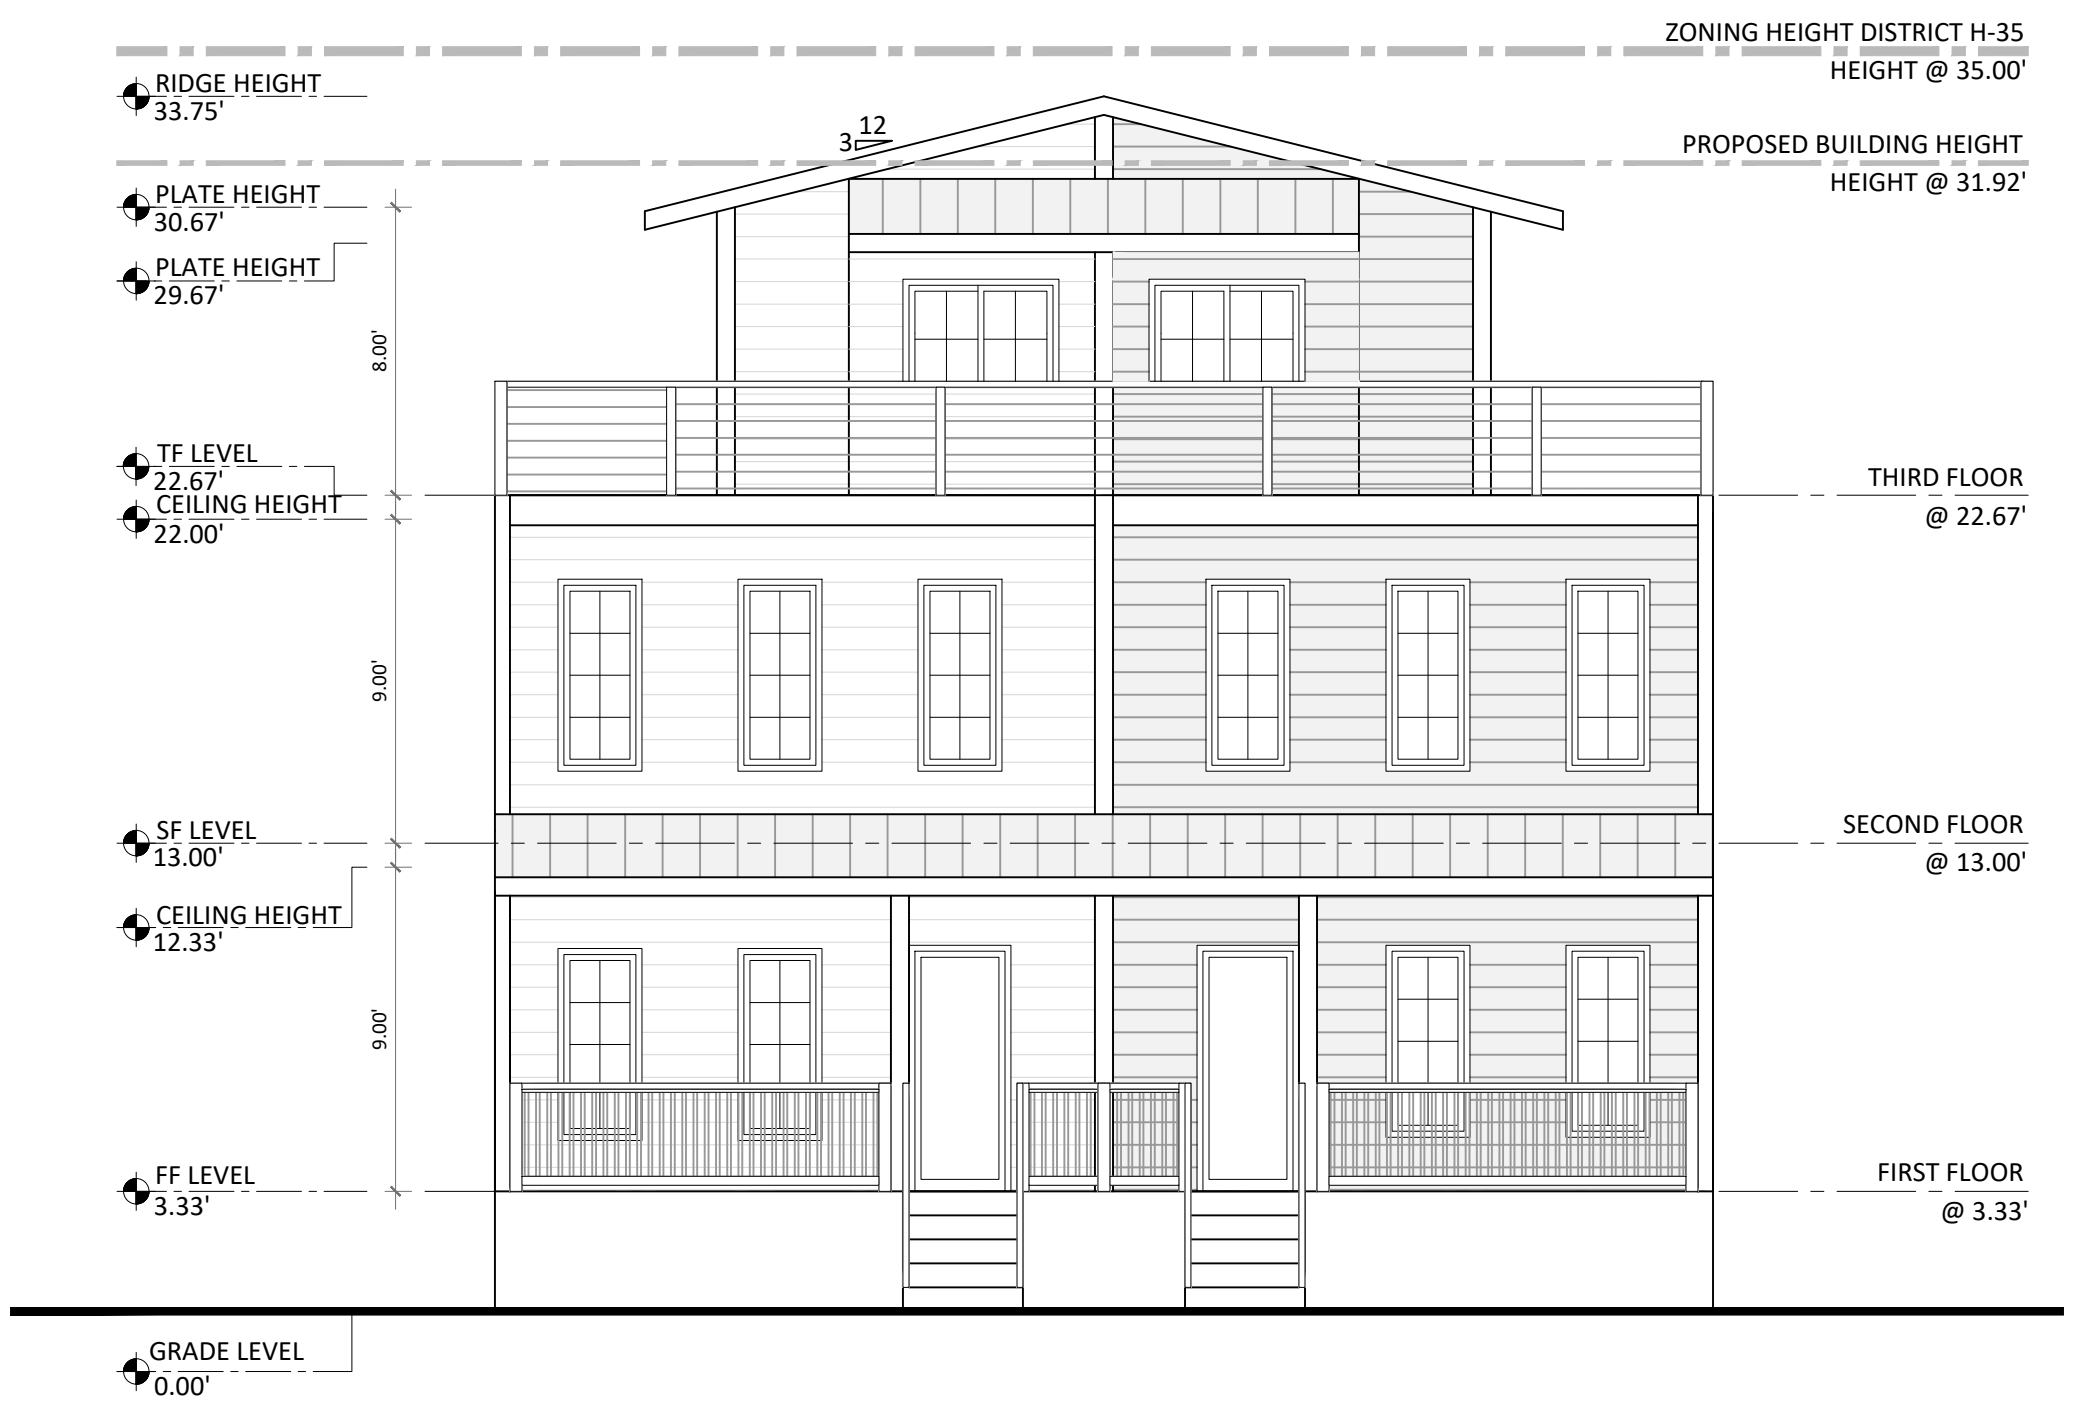 ZONING HEIGHT DISTRICT H-35
HEIGHT @ 35.00'
RIDGE HEIGHT
33.75'
12
3
PROPOSED BUILDING HEIGHT
HEIGHT @ 31.92'
PLATE HEIGHT
30.67'
PLATE HEIGHT
29.67'
8.00'
TF LEVEL
22.67'
CEILING HEIGHT
22.00'
THIRD FLOOR
@ 22.67'
9.00'
SF LEVEL
13.00'
SECOND FLOOR
@ 13.00'
CEILING HEIGHT
12.33'
9.00'
FF LEVEL
3.33'
FIRST FLOOR
@ 3.33'
GRADE LEVEL
0.00'